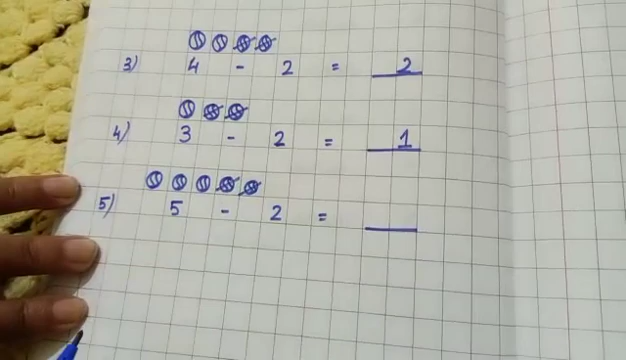 3) 4 - 2 = 2
4) 3 - 2 = 1
5) 5 - 2 =